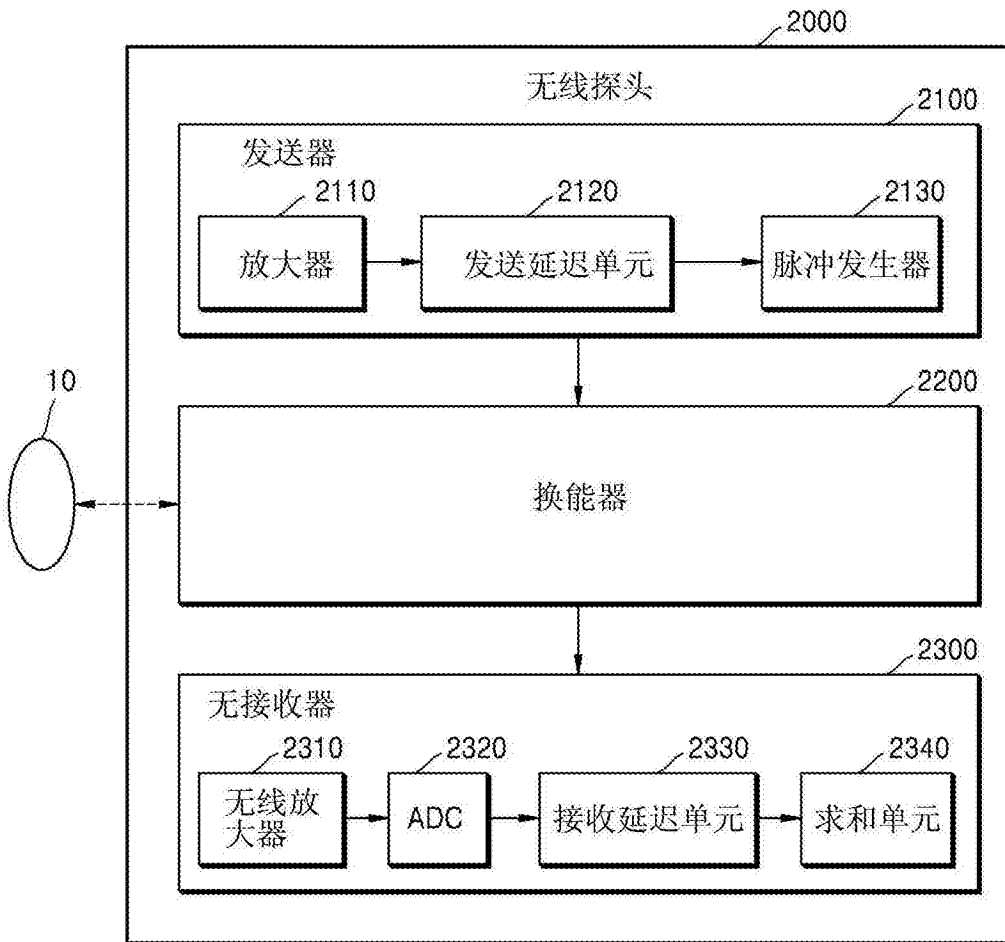 2000
无线探头
2100
发送器
2110
2120
2130
放大器
发送延迟单元
脉冲发生器
10
2200
换能器
2300
无接收器
2310
2320
2330
2340
无线放
大器
ADC
接收延迟单元
求和单元